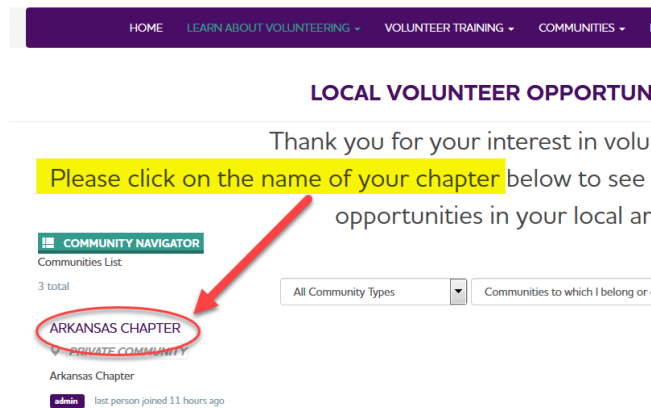 HOME LEARN ABOUT VOLUNTEERING VOLUNTEER TRAINING COMMUNITIES
LOCAL VOLUNTEER OPPORTUN
Thank you for your interest in volu
Please click on the name of your chapter below to see
opportunities in your local ar
COMMUNITY NAVIGATOR
Communities List
3 total
All Community Types Communities to which I belong or
ARKANSAS CHAPTER
PRIVATE COMMUNITY
Arkansas Chapter
admin last person joined 11 hours ago